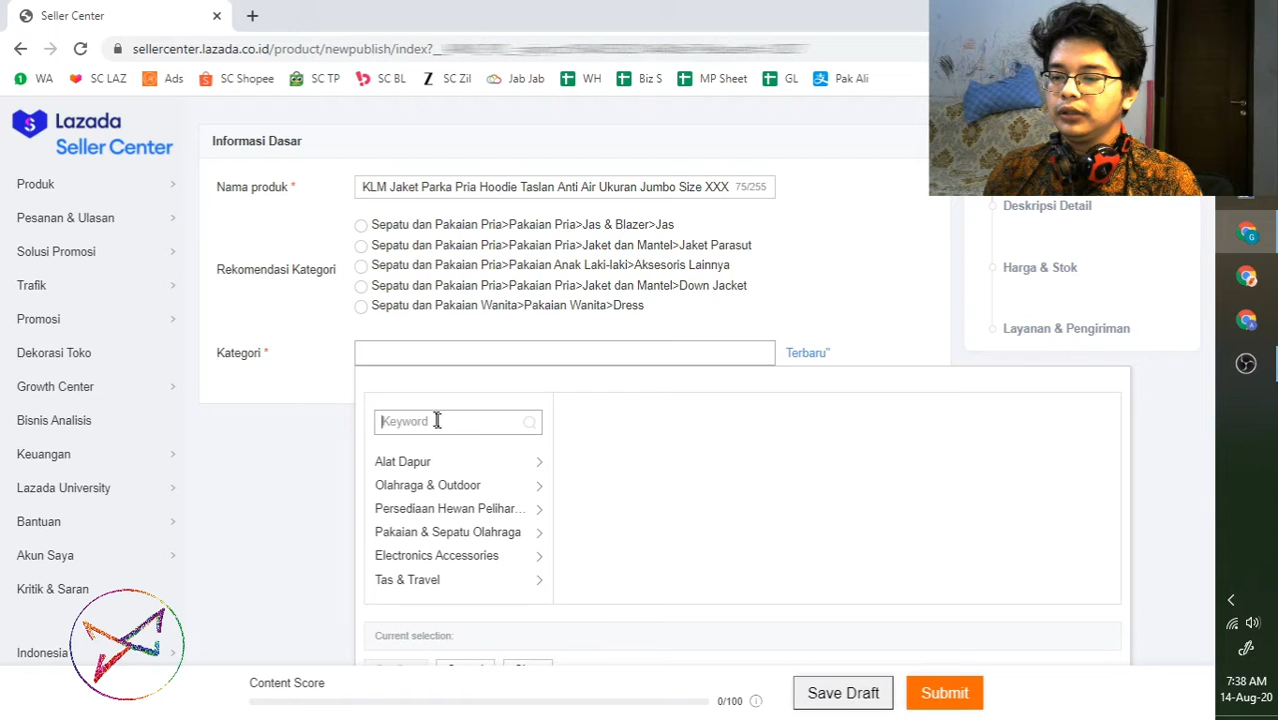 Seller Center
sellercenter.lazada.co.id/product/newpublish/index?_
WA SC LAZ Ads SC Shopee SC TP SC BL SC Zil Jab Jab WH Biz S MP Sheet GL Pak Ali
Lazada
Seller Center
Produk
Pesanan & Ulasan
Solusi Promosi
Trafik
Promosi
Dekorasi Toko
Growth Center
Bisnis Analisis
Keuangan
Lazada University
Bantuan
Akun Saya
Kritik & Saran
Indonesia
Informasi Dasar
Nama produk *
KLM Jaket Parka Pria Hoodie Taslan Anti Air Ukuran Jumbo Size XXX 75/255
Rekomendasi Kategori
Sepatu dan Pakaian Pria>Pakaian Pria>Jas & Blazer>Jas
Sepatu dan Pakaian Pria>Pakaian Pria>Jaket dan Mantel>Jaket Parasut
Sepatu dan Pakaian Pria>Pakaian Anak Laki-laki>Aksesoris Lainnya
Sepatu dan Pakaian Pria>Pakaian Pria>Jaket dan Mantel>Down Jacket
Sepatu dan Pakaian Wanita>Pakaian Wanita>Dress
Kategori *
Terbaru"
Keyword
Alat Dapur
Olahraga & Outdoor
Persediaan Hewan Pelihar...
Pakaian & Sepatu Olahraga
Electronics Accessories
Tas & Travel
Current selection:
Content Score
0/100
Save Draft
Submit
Deskripsi Detail
Harga & Stok
Layanan & Pengiriman
7:38 AM
14-Aug-20